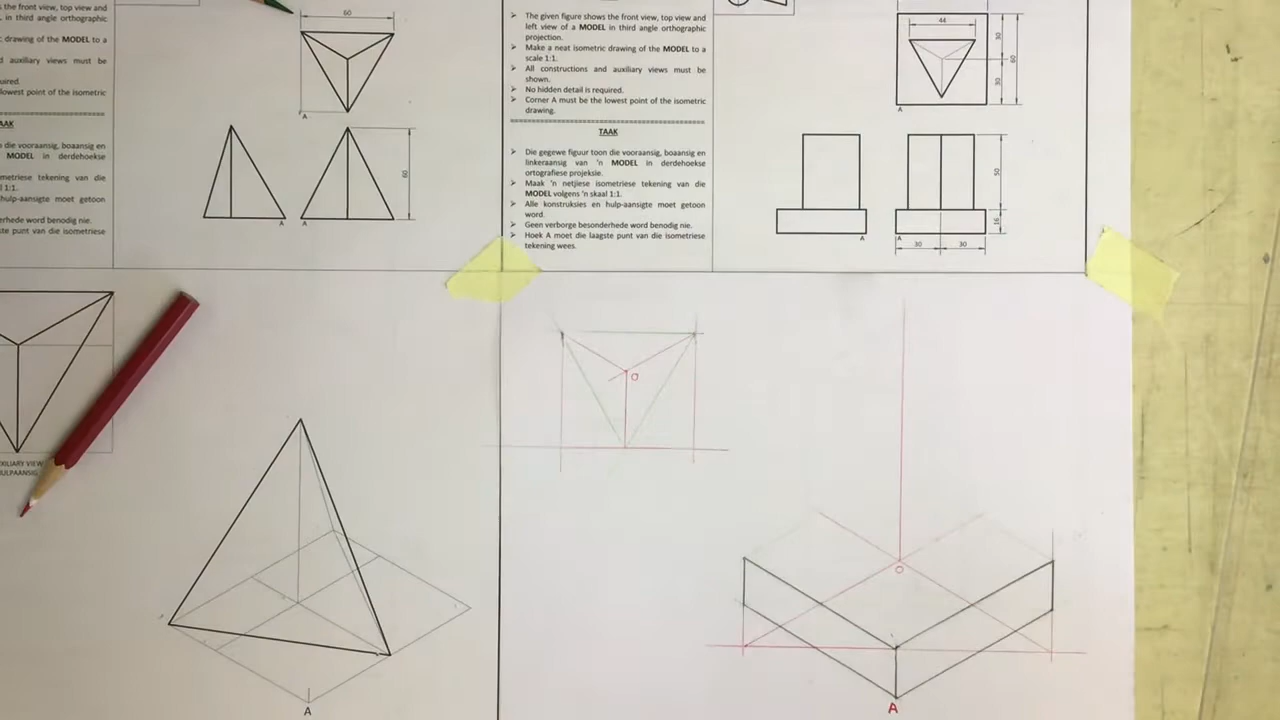 the front view, top view and
in third angle orthographic
drawing of the MODEL to a
auxiliary views must be
lowest point of the isometric
die vooraansig, boaansig en
MODEL in derdehoekse
tekening van die
1:1.
hulp-aansigte moet getoon
word benodig nie.
punt van die isometriese
60
A
A
A
60
The given figure shows the front view, top view and
left view of a MODEL in third angle orthographic
projection.
Make a neat isometric drawing of the MODEL to a
scale 1:1.
All constructions and auxiliary views must be
shown.
No hidden detail is required.
Corner A must be the lowest point of the isometric
drawing.
TAAK
Die gegewe figuur toon die vooraansig, boaansig en
linkeraansig van 'n MODEL in derdehoekse
ortografiese projeksie.
Maak 'n netjiese isometriese tekening van die
MODEL volgens 'n skaal 1:1.
Alle konstruksies en hulp-aansigte moet getoon
word.
Geen verborge besonderhede word benodig nie.
Hoek A moet die laagste punt van die isometriese
tekening wees.
44
30
60
30
A
50
16
A
A
30
30
VIEW
A
O
O
A